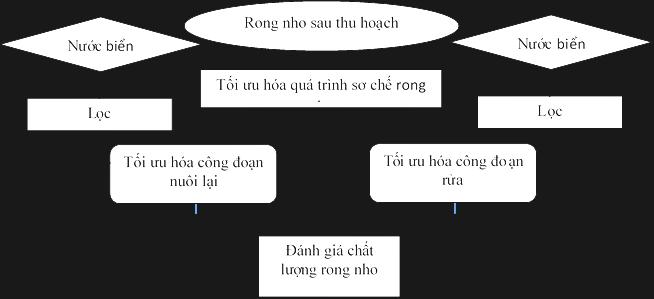 Rong nho sau thu hoạch
Nước biển
Nước biển
Tối ưu hóa quá trình sơ chế rong
.
Lọc
Lọc
Tối ưu hóa công đoạn
nuôi lại
Tối ưu hóa công đoạn
rửa
Đánh giá chất
lượng rong nho